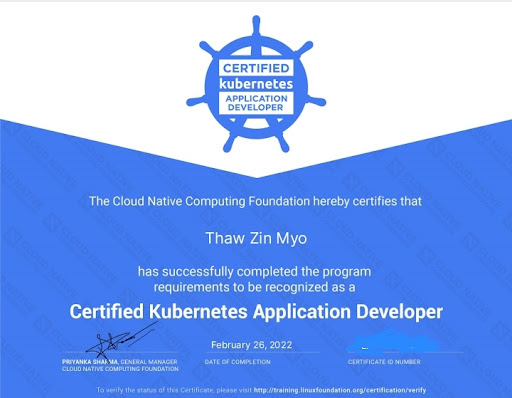 CERTIFIED
kubernetes
APPLICATION
DEVELOPER
The Cloud Native Computing Foundation hereby certifies that
Thaw Zin Myo
has successfully completed the program
requirements to be recognized as a
Certified Kubernetes Application Developer
February 26, 2022
PRIYANKA SHARMA, GENERAL MANAGER
CLOUD NATIVE COMPUTING FOUNDATION
DATE OF COMPLETION
CERTIFICATE ID NUMBER
To verify the status of this Certificate, please visit http://training.linuxfoundation.org/certification/verify